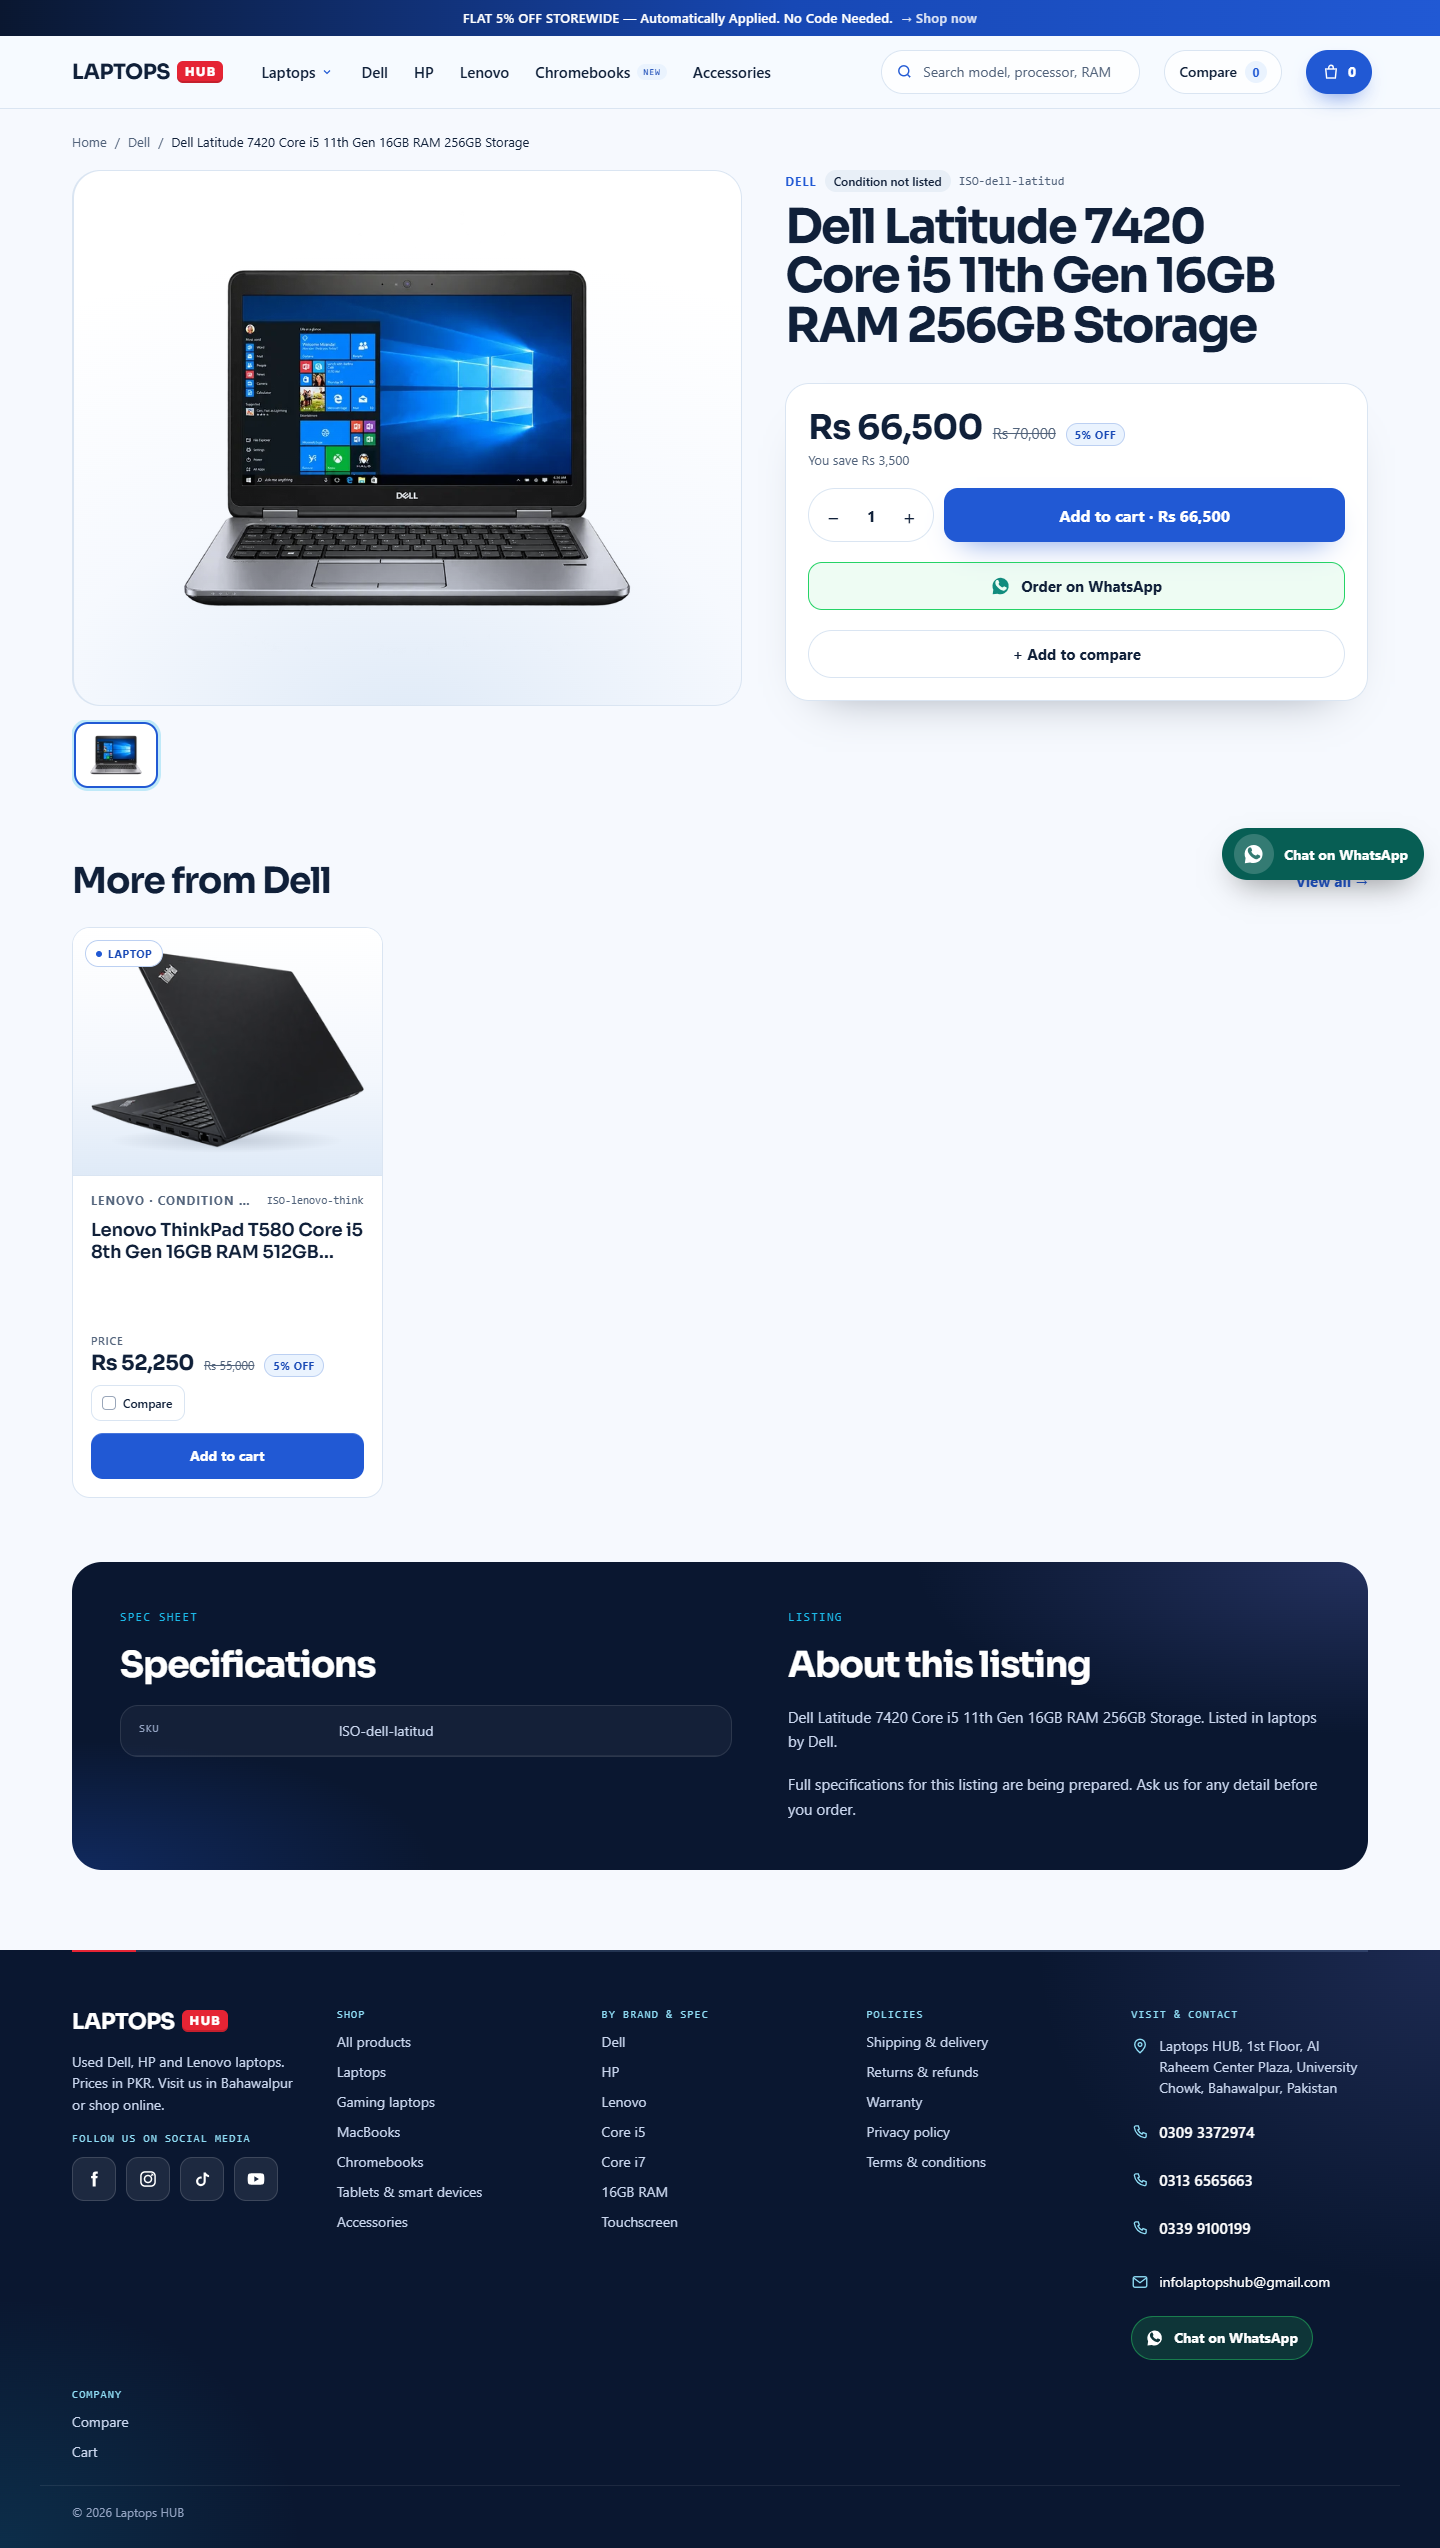 FLAT 5% OFF STOREWIDE — Automatically Applied. No Code Needed. → Shop now
LAPTOPS HUB
Laptops
Dell
HP
Lenovo
Chromebooks NEW
Accessories
Search model, processor, RAM
Compare 0
0
Home / Dell / Dell Latitude 7420 Core i5 11th Gen 16GB RAM 256GB Storage
DELL
DELL Condition not listed ISO-dell-latitud
Dell Latitude 7420
Core i5 11th Gen 16GB
RAM 256GB Storage
Rs 66,500 Rs 70,000 5% OFF
You save Rs 3,500
− 1 +
Add to cart · Rs 66,500
Order on WhatsApp
+ Add to compare
Chat on WhatsApp
More from Dell
View all →
LAPTOP
ThinkPad
LENOVO · CONDITION ... ISO-lenovo-think
Lenovo ThinkPad T580 Core i5
8th Gen 16GB RAM 512GB...
PRICE
Rs 52,250 Rs 55,000 5% OFF
Compare
Add to cart
SPEC SHEET
Specifications
SKU ISO-dell-latitud
LISTING
About this listing
Dell Latitude 7420 Core i5 11th Gen 16GB RAM 256GB Storage. Listed in laptops
by Dell.
Full specifications for this listing are being prepared. Ask us for any detail before
you order.
LAPTOPS HUB
Used Dell, HP and Lenovo laptops.
Prices in PKR. Visit us in Bahawalpur
or shop online.
FOLLOW US ON SOCIAL MEDIA
SHOP
All products
Laptops
Gaming laptops
MacBooks
Chromebooks
Tablets & smart devices
Accessories
BY BRAND & SPEC
Dell
HP
Lenovo
Core i5
Core i7
16GB RAM
Touchscreen
POLICIES
Shipping & delivery
Returns & refunds
Warranty
Privacy policy
Terms & conditions
VISIT & CONTACT
Laptops HUB, 1st Floor, Al
Raheem Center Plaza, University
Chowk, Bahawalpur, Pakistan
0309 3372974
0313 6565663
0339 9100199
infolaptopshub@gmail.com
Chat on WhatsApp
COMPANY
Compare
Cart
© 2026 Laptops HUB